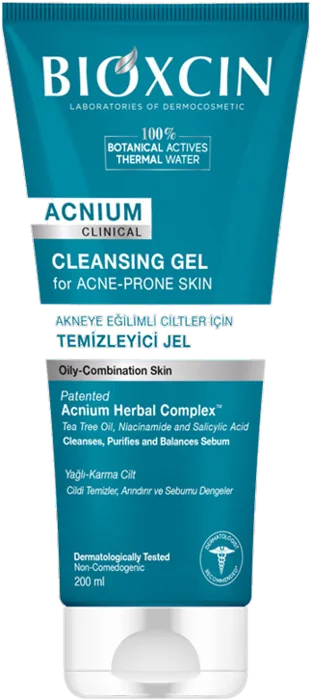 BIOXCIN
LABORATORIES OF DERMOCOSMETIC
100%
BOTANICAL ACTIVES
THERMAL WATER
ACNIUM
CLINICAL
CLEANSING GEL
for ACNE-PRONE SKIN
AKNEYE EĞİLİMLİ CİLTLER İÇİN
TEMİZLEYİCİ JEL
Oily-Combination Skin
Patented
Acnium Herbal Complex™
Tea Tree Oil, Niacinamide and Salicylic Acid
Cleanses, Purifies and Balances Sebum
Yağlı-Karma Cilt
Cildi Temizler, Arındırır ve Sebumu Dengeler
Dermatologically Tested
Non-Comedogenic
200 ml
DERMATOLOGY
RECOMMENDED